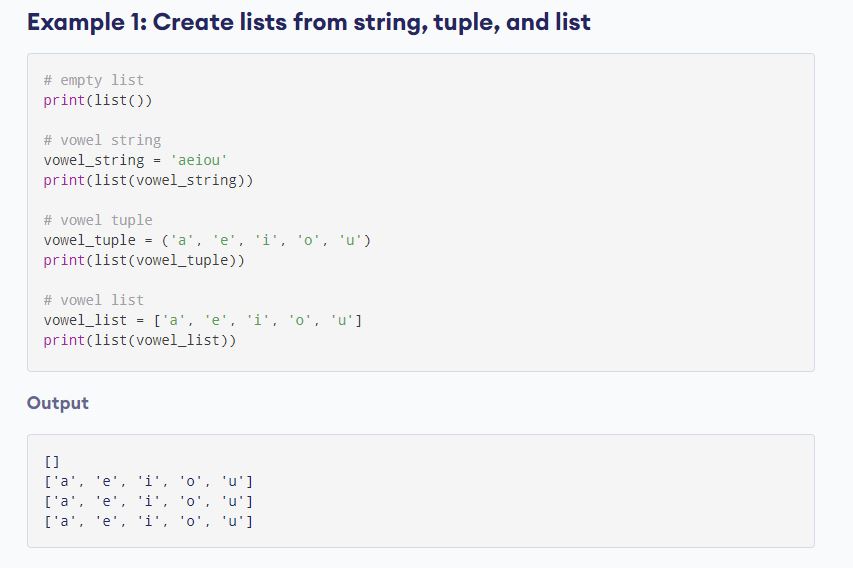 Example 1: Create lists from string, tuple, and list
# empty list
print(list())
# vowel string
vowel_string = 'aeiou'
print(list(vowel_string))
# vowel tuple
vowel_tuple = ('a', 'e', 'i', 'o', 'u')
print(list(vowel_tuple))
# vowel list
vowel_list = ['a', 'e', 'i', 'o', 'u']
print(list(vowel_list))
Output
[]
['a', 'e', 'i', 'o', 'u']
['a', 'e', 'i', 'o', 'u']
['a', 'e', 'i', 'o', 'u']